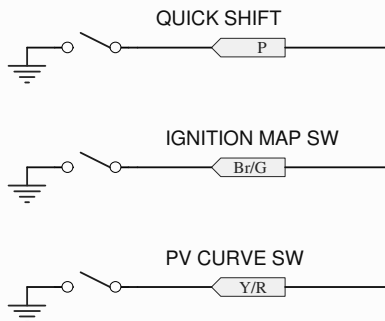 QUICK SHIFT
P
IGNITION MAP SW
Br/G
PV CURVE SW
Y/R